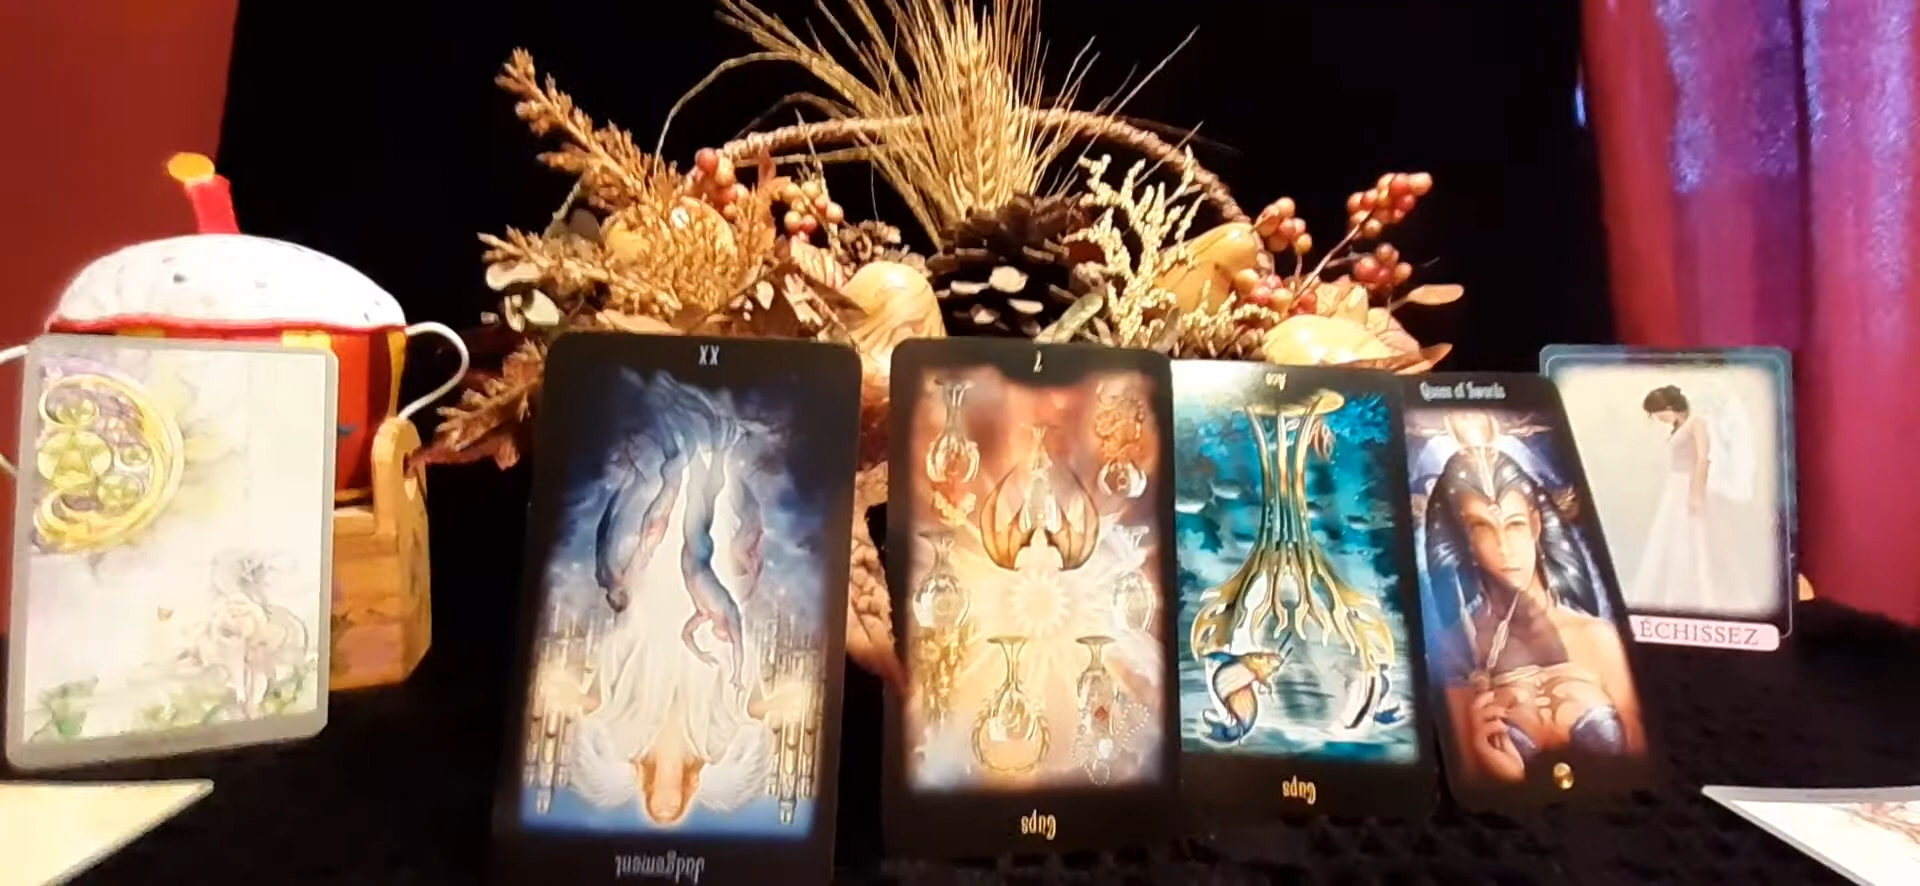 XX
7
Ace
Queen of Swords
ÉCHISSEZ
Cups
Cups
Judgement